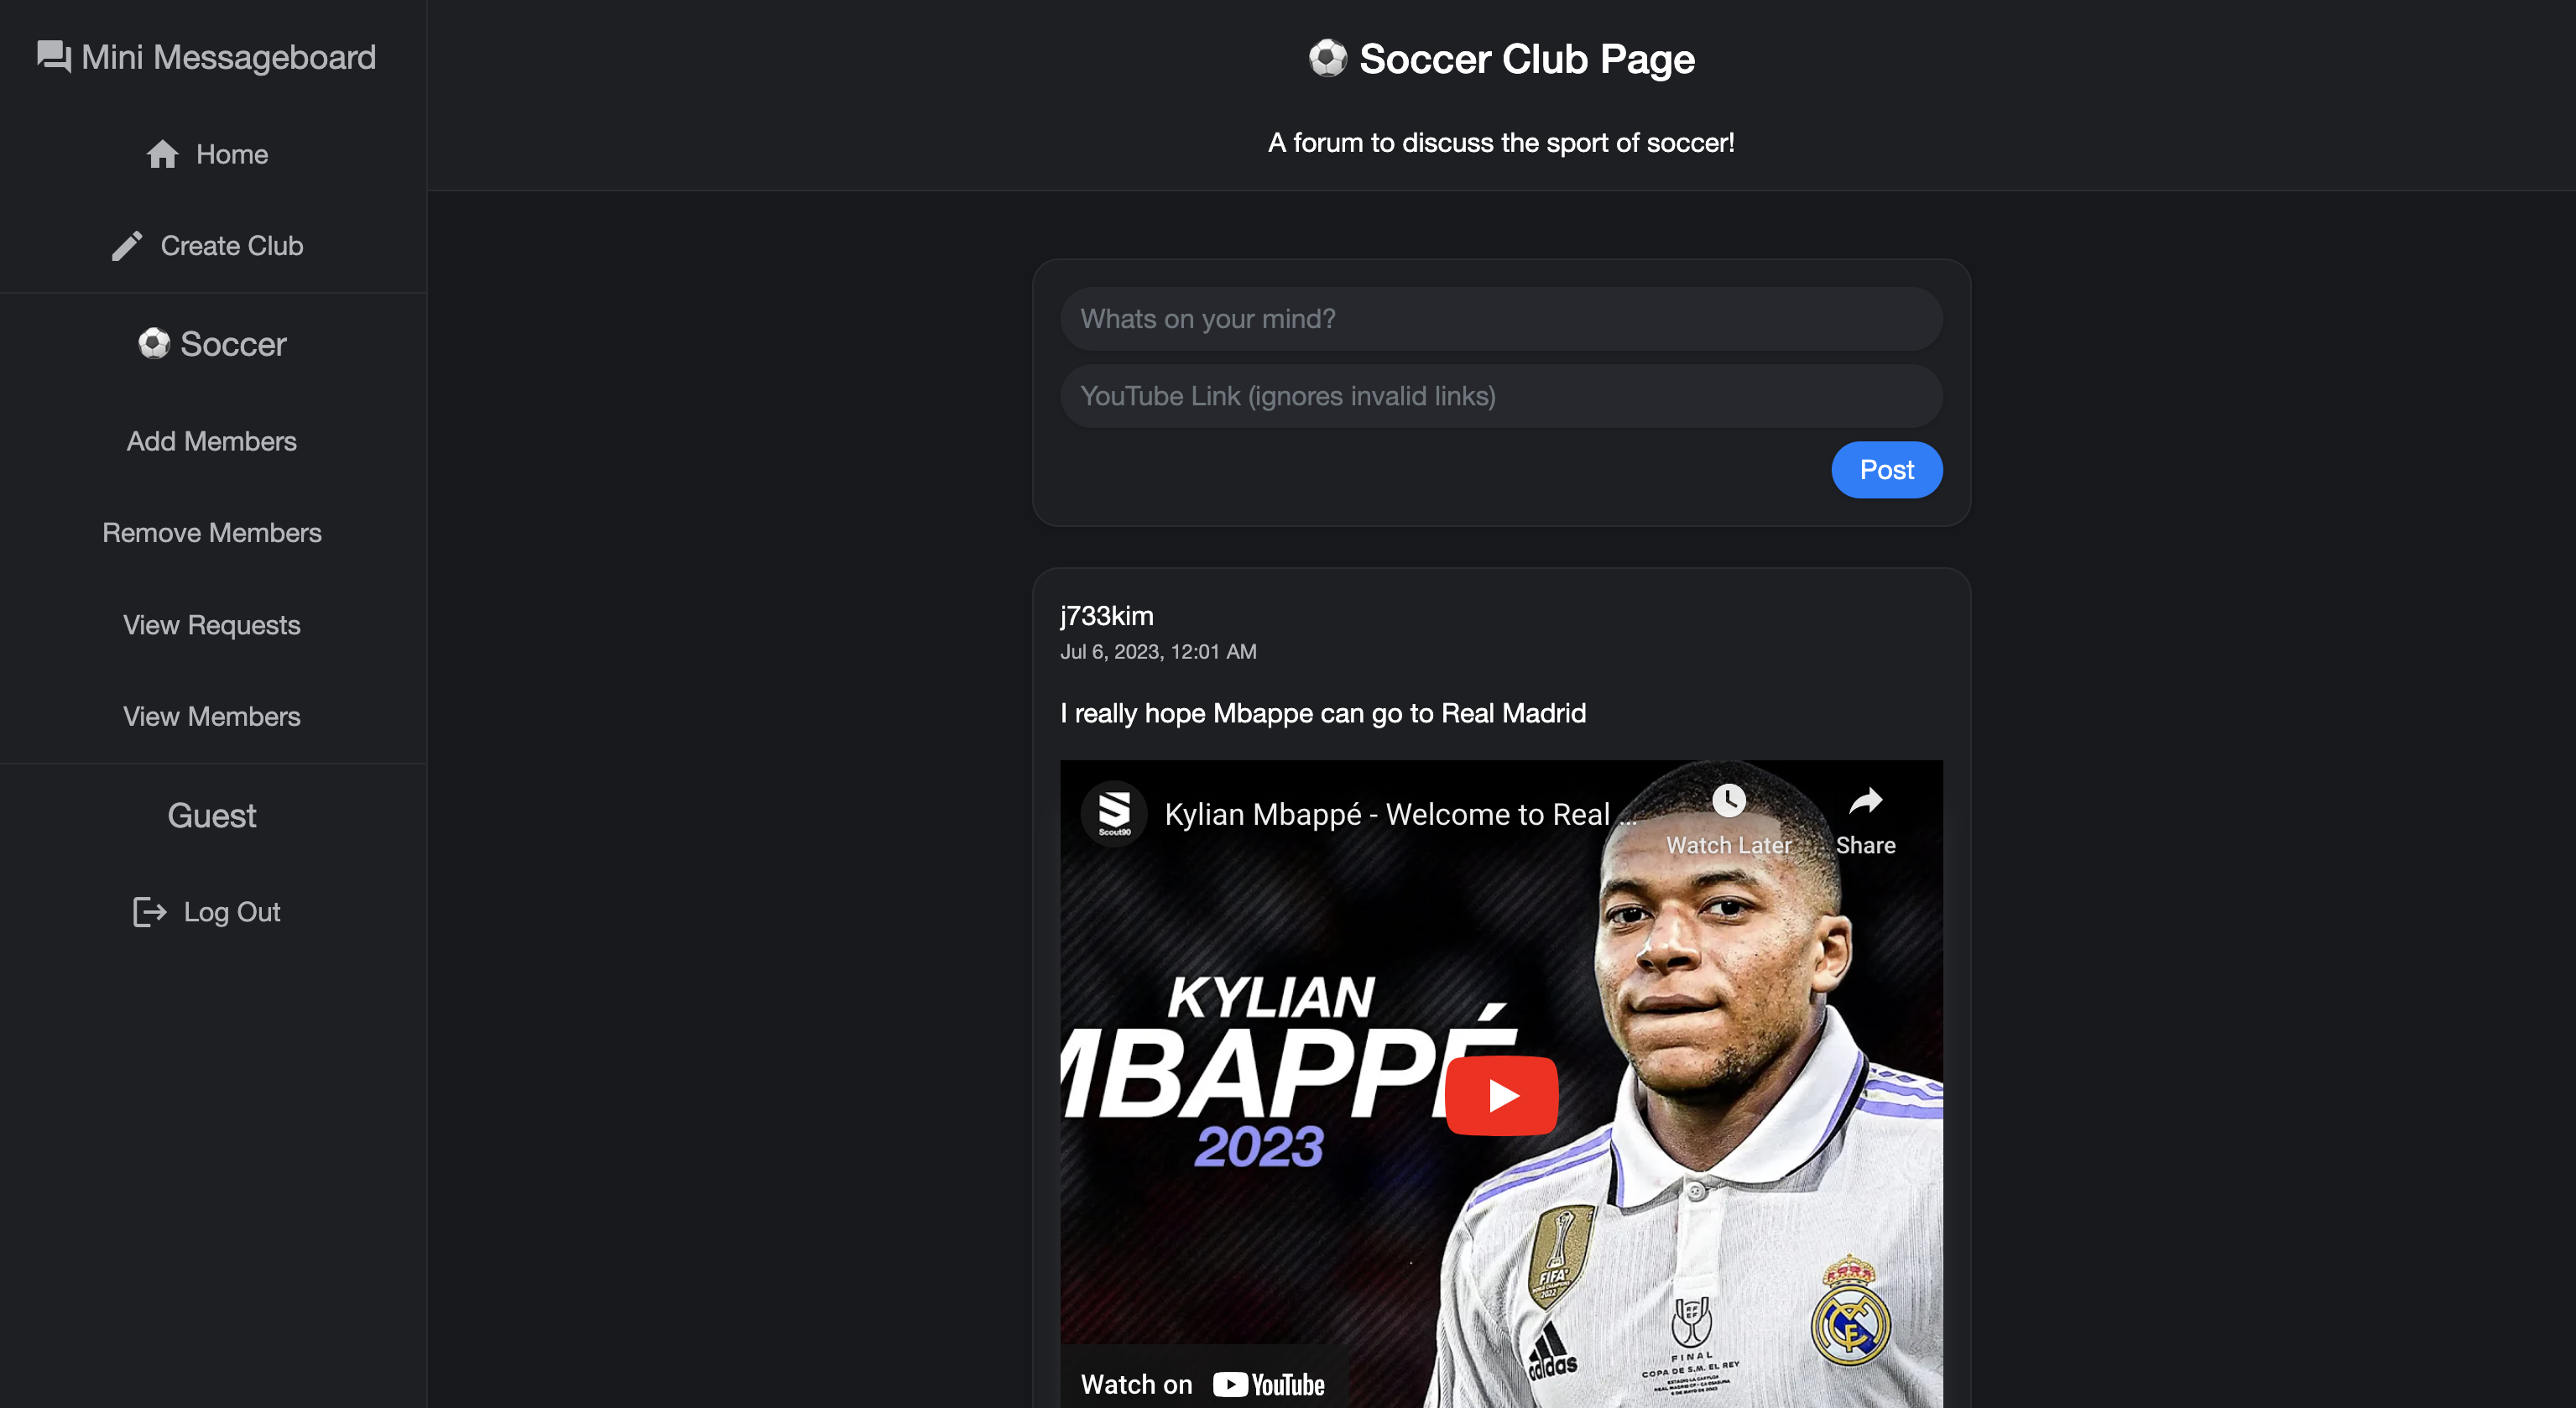 Mini Messageboard
Home
Create Club
Soccer
Add Members
Remove Members
View Requests
View Members
Guest
Log Out
Soccer Club Page
A forum to discuss the sport of soccer!
Whats on your mind?
YouTube Link (ignores invalid links)
Post
j733kim
Jul 6, 2023, 12:01 AM
I really hope Mbappe can go to Real Madrid
Scout90
Kylian Mbappé - Welcome to Real ...
Watch Later
Share
KYLIAN
MBAPPÉ
2023
FIFA
adidas
FINAL
COPA DE S.M. EL REY
Watch on YouTube